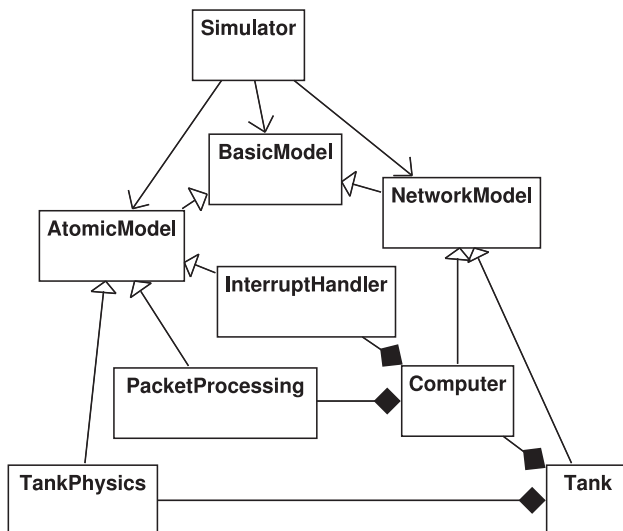 Simulator
BasicModel
NetworkModel
AtomicModel
InterruptHandler
PacketProcessing
Computer
TankPhysics
Tank